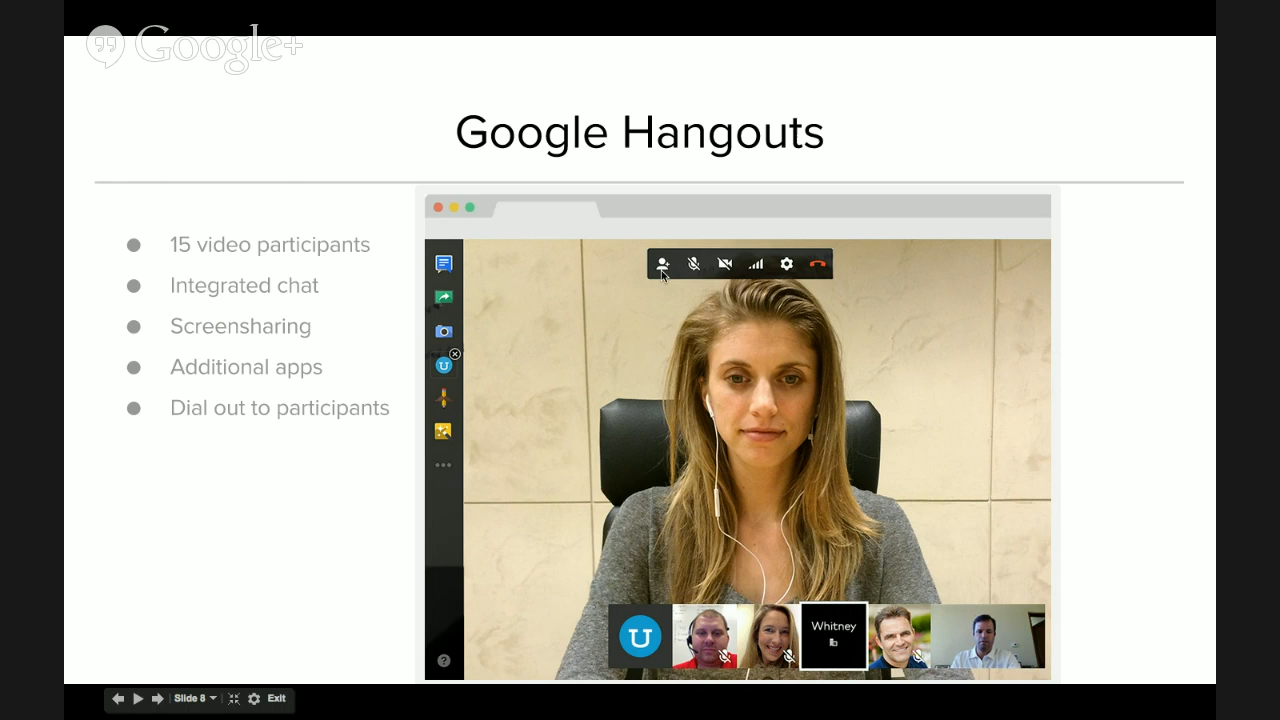 Google+
Google Hangouts
15 video participants
Integrated chat
Screensharing
Additional apps
Dial out to participants
U
U
Whitney
?
Slide 8
Exit